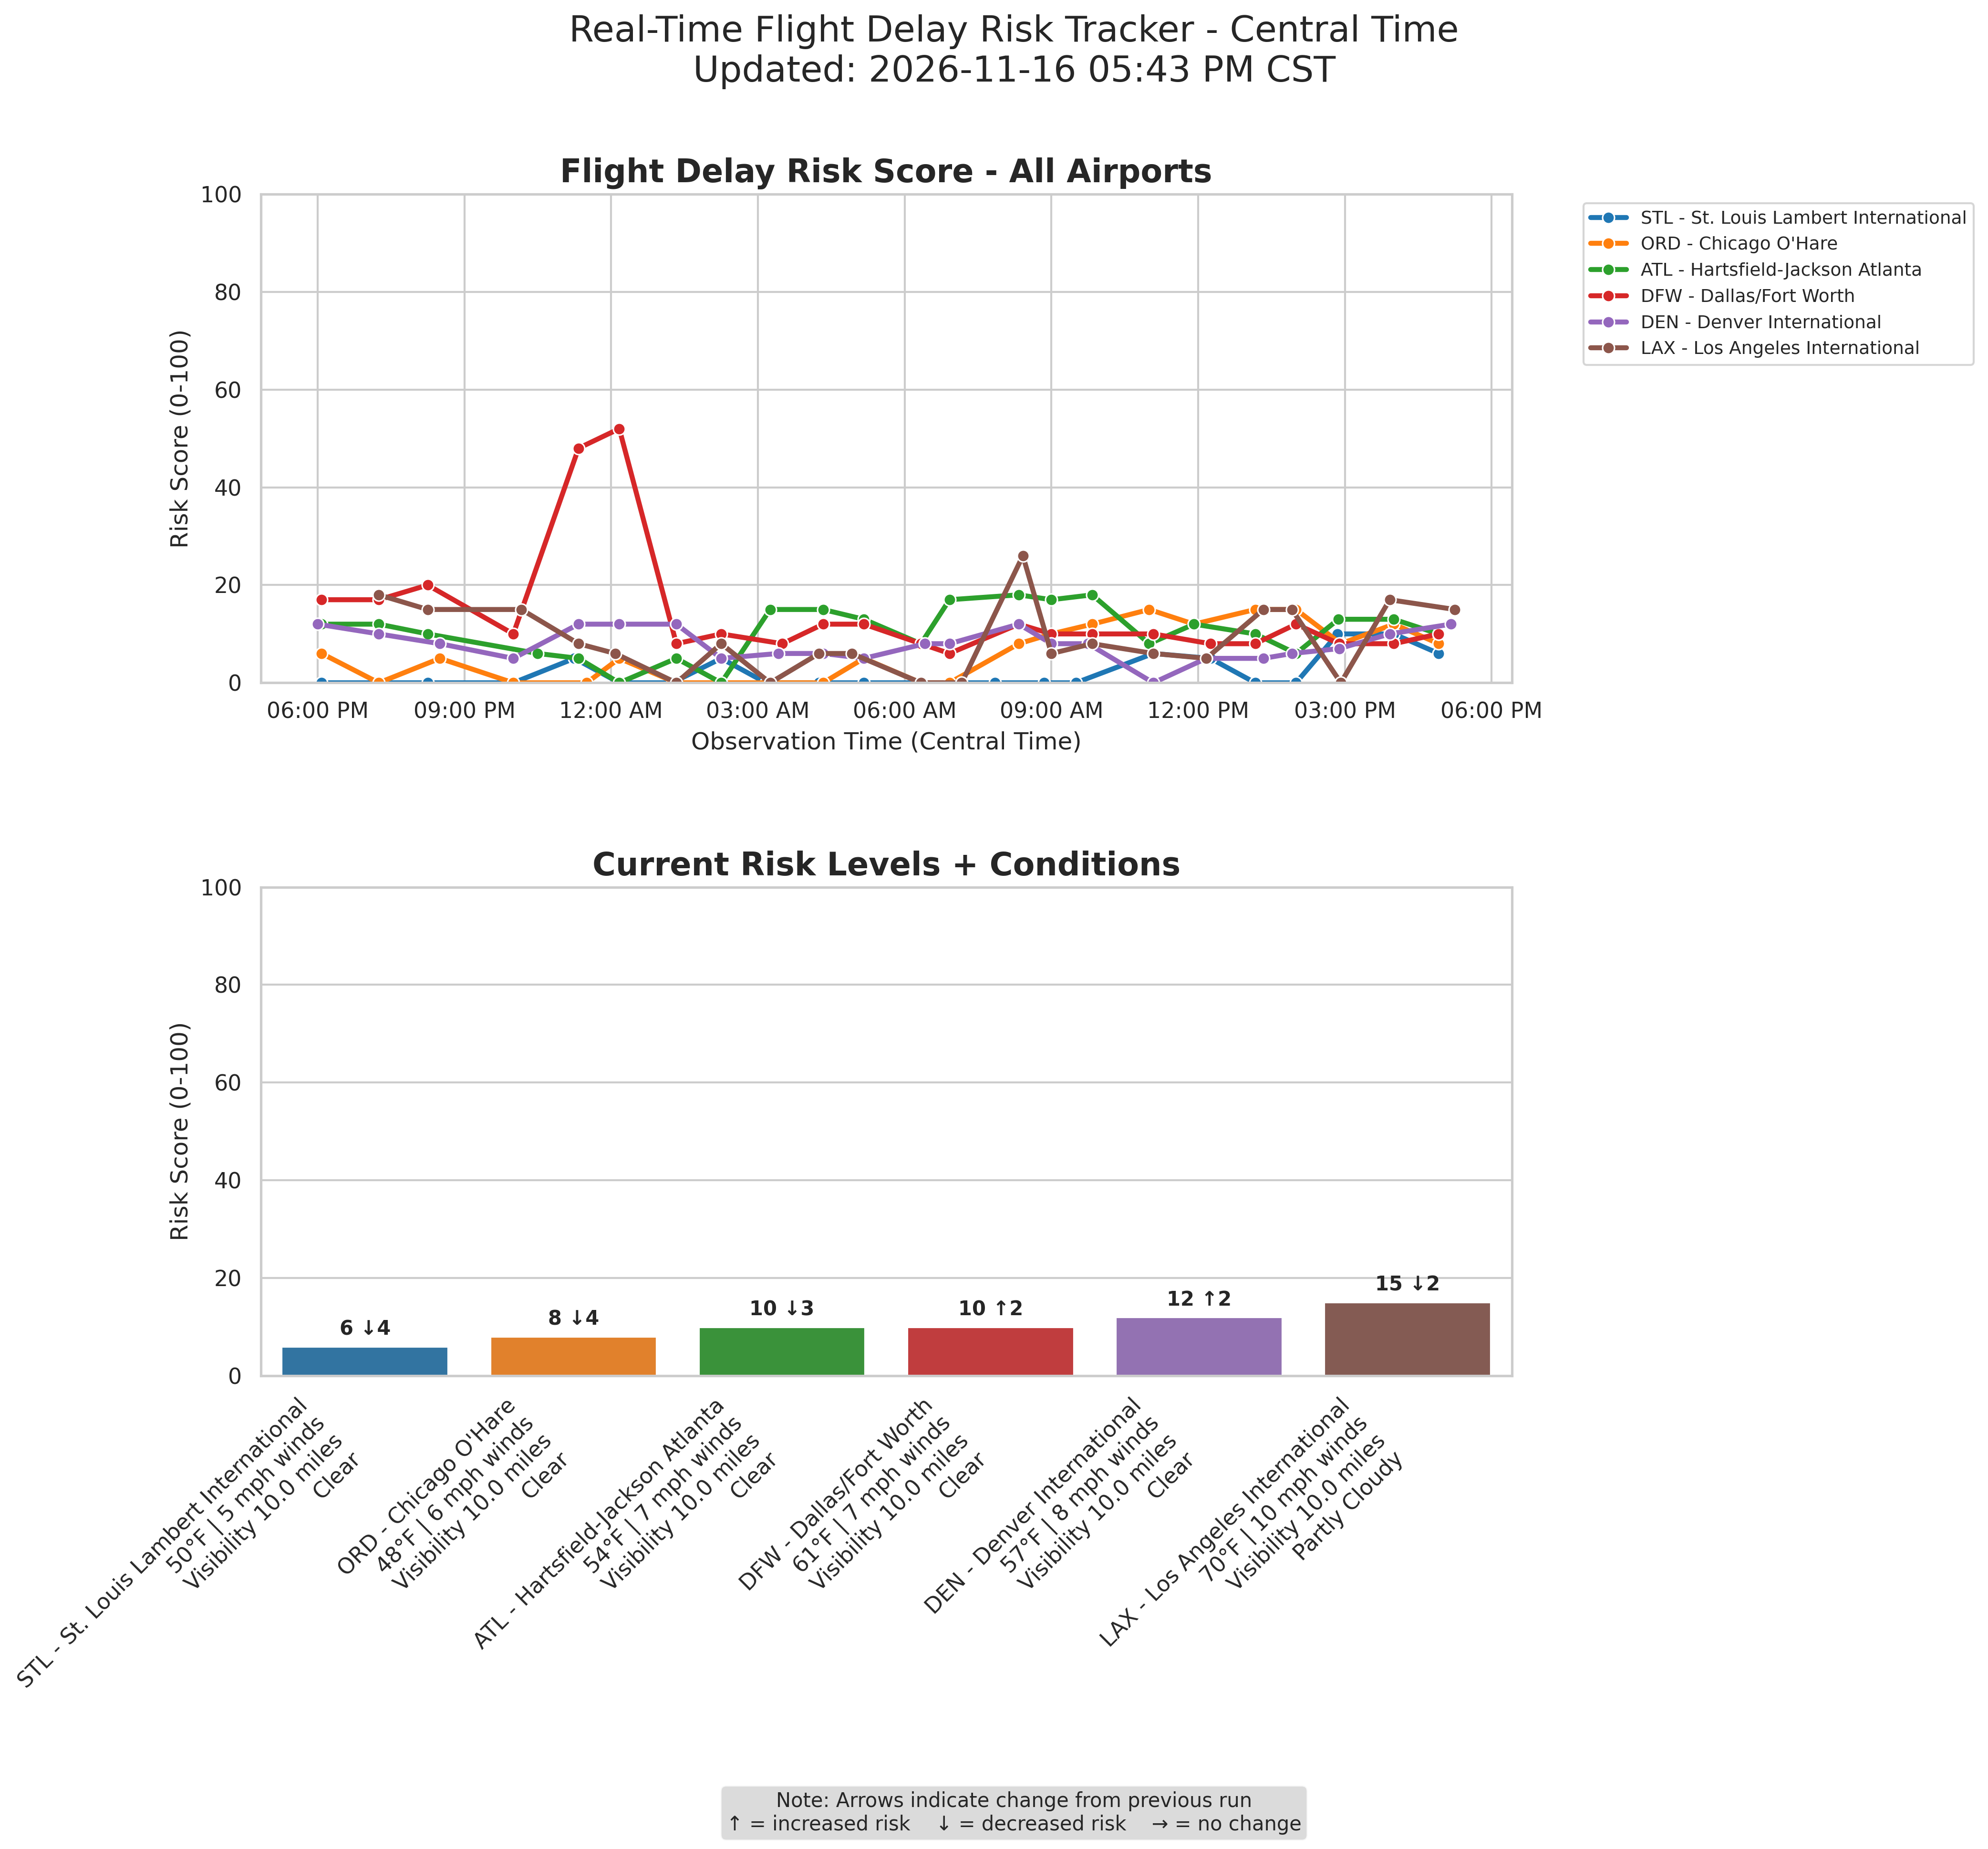 Real-Time Flight Delay Risk Tracker - Central Time
Updated: 2026-11-16 05:43 PM CST
Flight Delay Risk Score - All Airports
Risk Score (0-100)
100
80
60
40
20
0
06:00 PM
09:00 PM
12:00 AM
03:00 AM
06:00 AM
09:00 AM
12:00 PM
03:00 PM
06:00 PM
Observation Time (Central Time)
STL - St. Louis Lambert International
ORD - Chicago O'Hare
ATL - Hartsfield-Jackson Atlanta
DFW - Dallas/Fort Worth
DEN - Denver International
LAX - Los Angeles International
Current Risk Levels + Conditions
Risk Score (0-100)
100
80
60
40
20
0
6 ↓4
8 ↓4
10 ↓3
10 ↑2
12 ↑2
15 ↓2
STL - St. Louis Lambert International
50°F | 5 mph winds
Visibility 10.0 miles
Clear
ORD - Chicago O'Hare
48°F | 6 mph winds
Visibility 10.0 miles
Clear
ATL - Hartsfield-Jackson Atlanta
54°F | 7 mph winds
Visibility 10.0 miles
Clear
DFW - Dallas/Fort Worth
61°F | 7 mph winds
Visibility 10.0 miles
Clear
DEN - Denver International
57°F | 8 mph winds
Visibility 10.0 miles
Clear
LAX - Los Angeles International
70°F | 10 mph winds
Visibility 10.0 miles
Partly Cloudy
Note: Arrows indicate change from previous run
↑ = increased risk    ↓ = decreased risk    → = no change